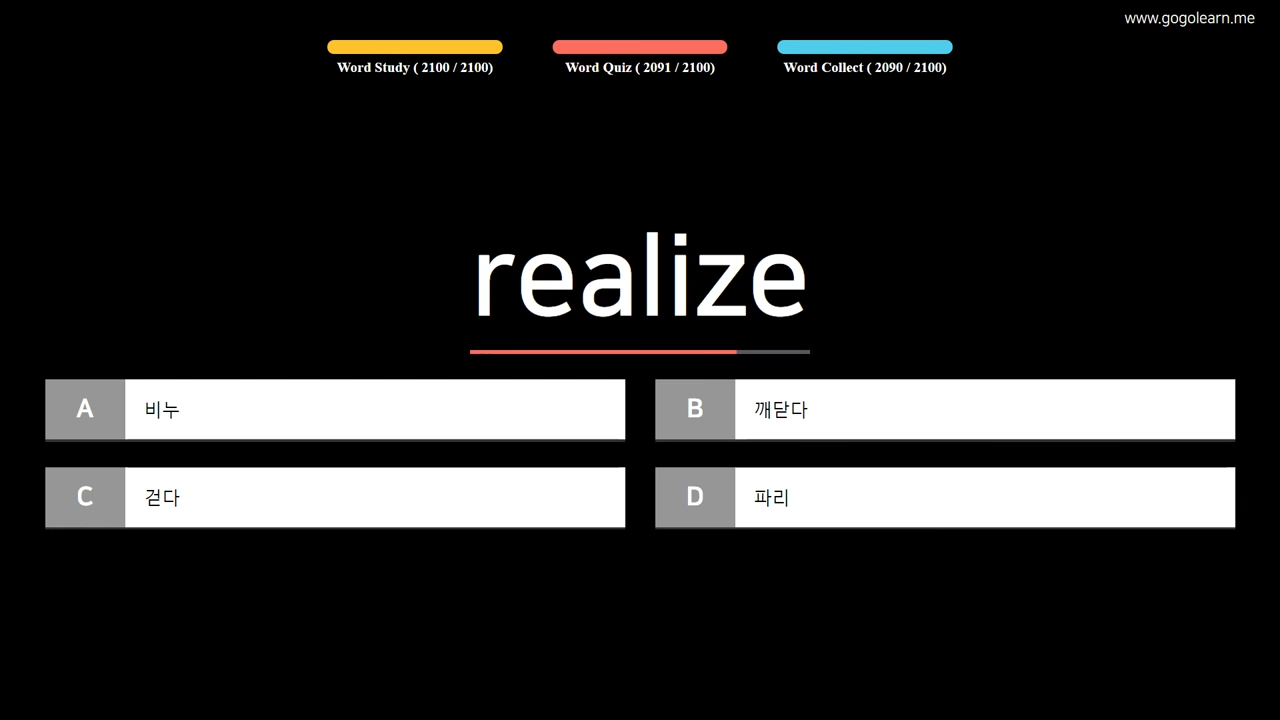 www.gogolearn.me
Word Study ( 2100 / 2100)
Word Quiz ( 2091 / 2100)
Word Collect ( 2090 / 2100)
realize
A 비누
B 깨닫다
C 걷다
D 파리